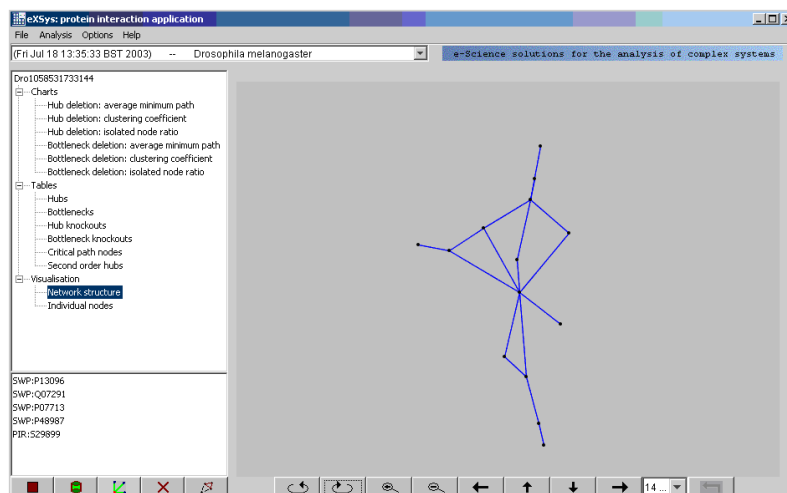 eXSys: protein interaction application
File Analysis Options Help
(Fri Jul 18 13:35:33 BST 2003) -- Drosophila melanogaster
e-Science solutions for the analysis of complex systems
Dro1058531733144
Charts
Hub deletion: average minimum path
Hub deletion: clustering coefficient
Hub deletion: isolated node ratio
Bottleneck deletion: average minimum path
Bottleneck deletion: clustering coefficient
Bottleneck deletion: isolated node ratio
Tables
Hubs
Bottlenecks
Hub knockouts
Bottleneck knockouts
Critical path nodes
Second order hubs
Visualisation
Network structure
Individual nodes
SWP:P13096
SWP:Q07291
SWP:P07713
SWP:P48987
PIR:S29899
14 ...